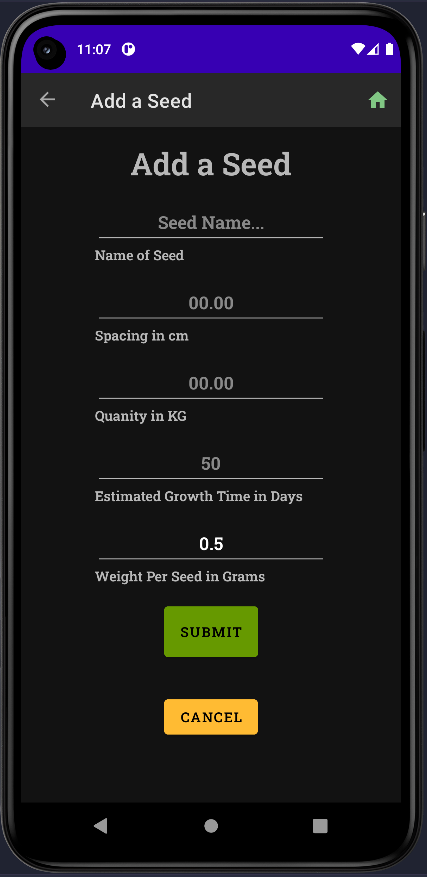 11:07
Add a Seed
Add a Seed
Seed Name...
Name of Seed
00.00
Spacing in cm
00.00
Quanity in KG
50
Estimated Growth Time in Days
0.5
Weight Per Seed in Grams
SUBMIT
CANCEL